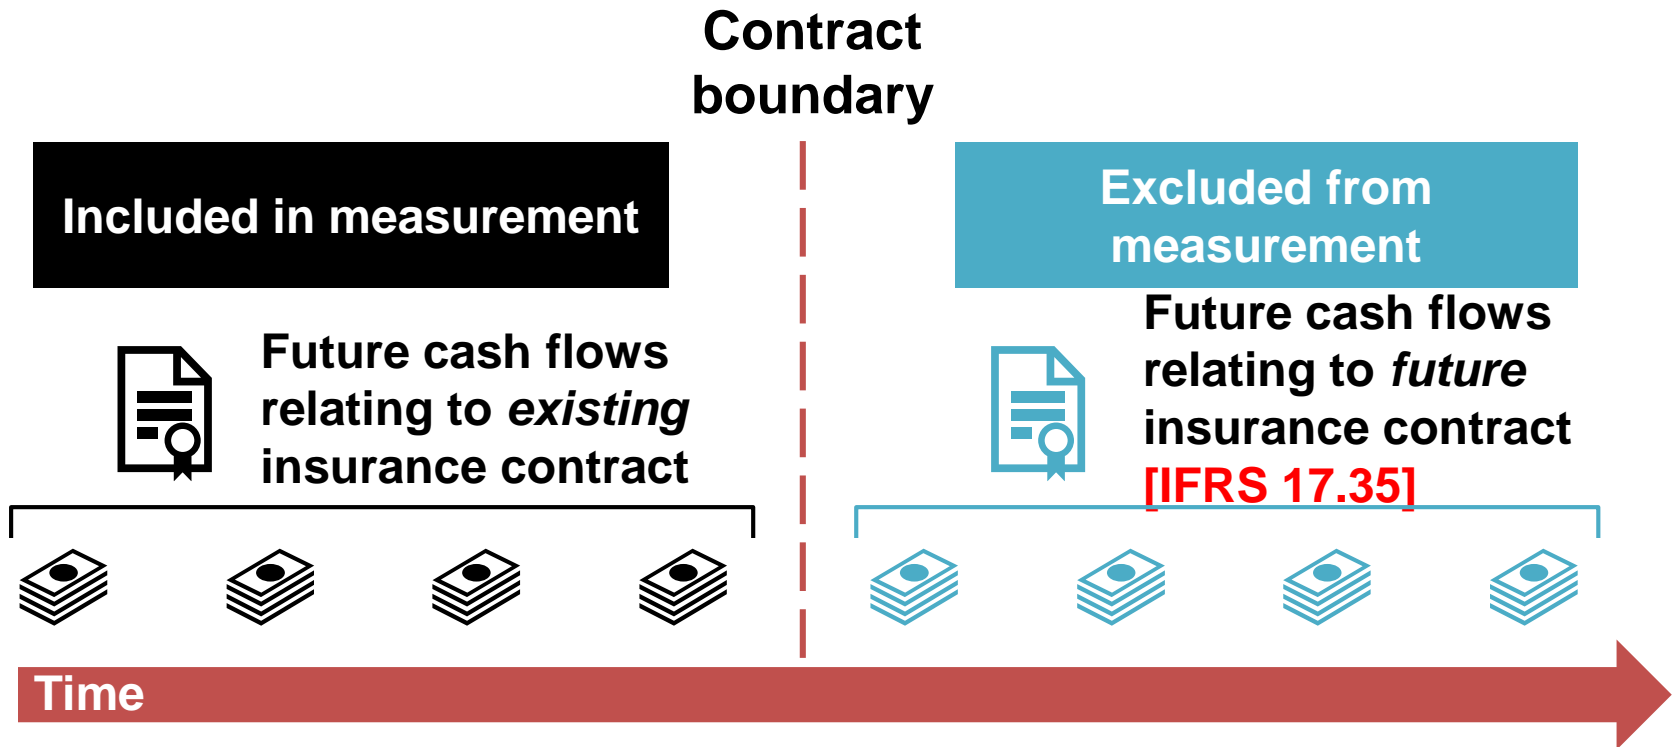 Contract
boundary
Included in measurement
Excluded from
measurement
Future cash flows
relating to existing
insurance contract
Future cash flows
relating to future
insurance contract
[IFRS 17.35]
Time